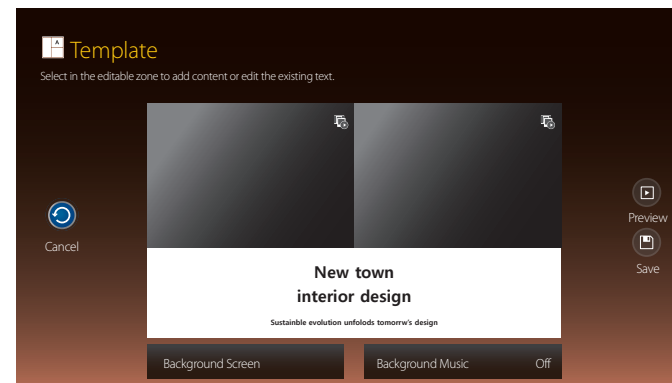 Template
Select in the editable zone to add content or edit the existing text.
Cancel
Preview
Save
New town
interior design
Sustainble evolution unfolods tomorrw's design
Background Screen
Background Music Off